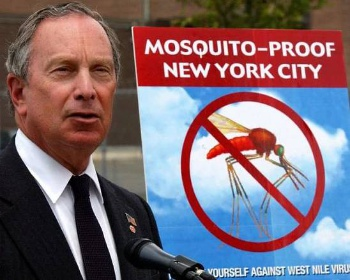 MOSQUITO-PROOF
NEW YORK CITY
YOURSELF AGAINST WEST NILE VIRUS